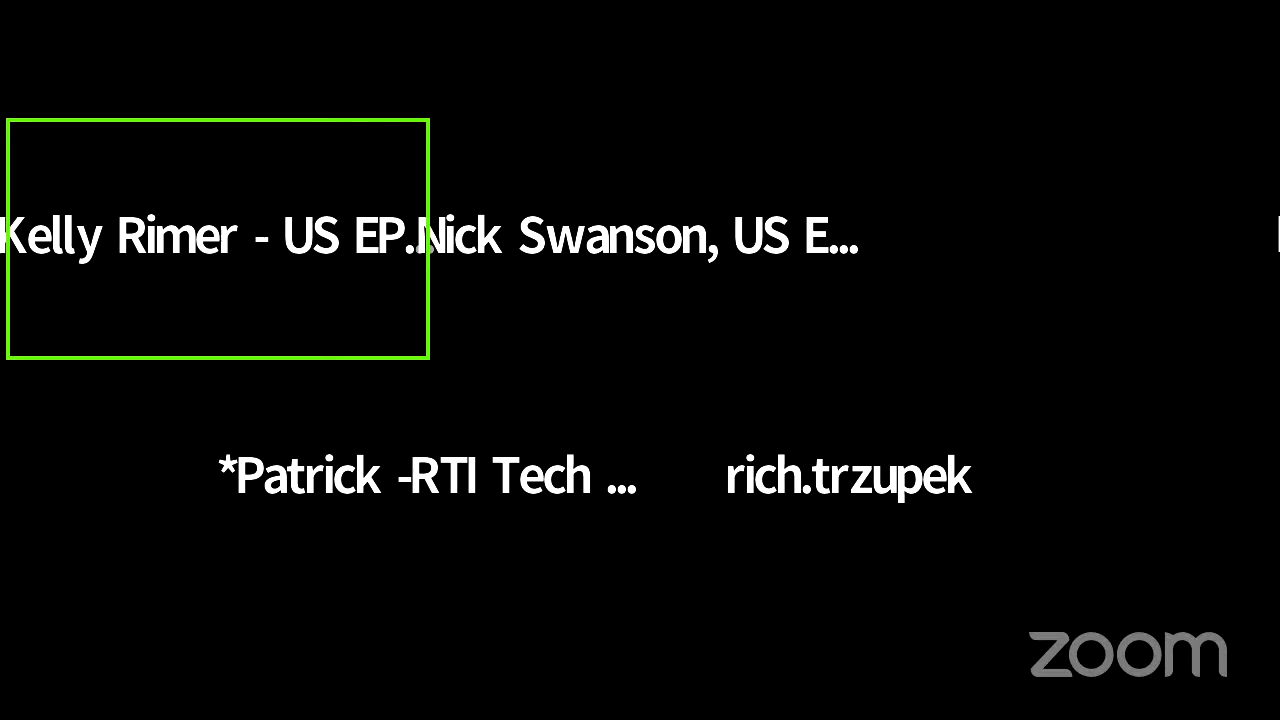 Kelly Rimer - US EP...
Nick Swanson, US E...
*Patrick -RTI Tech ...
rich.trzupek
zoom